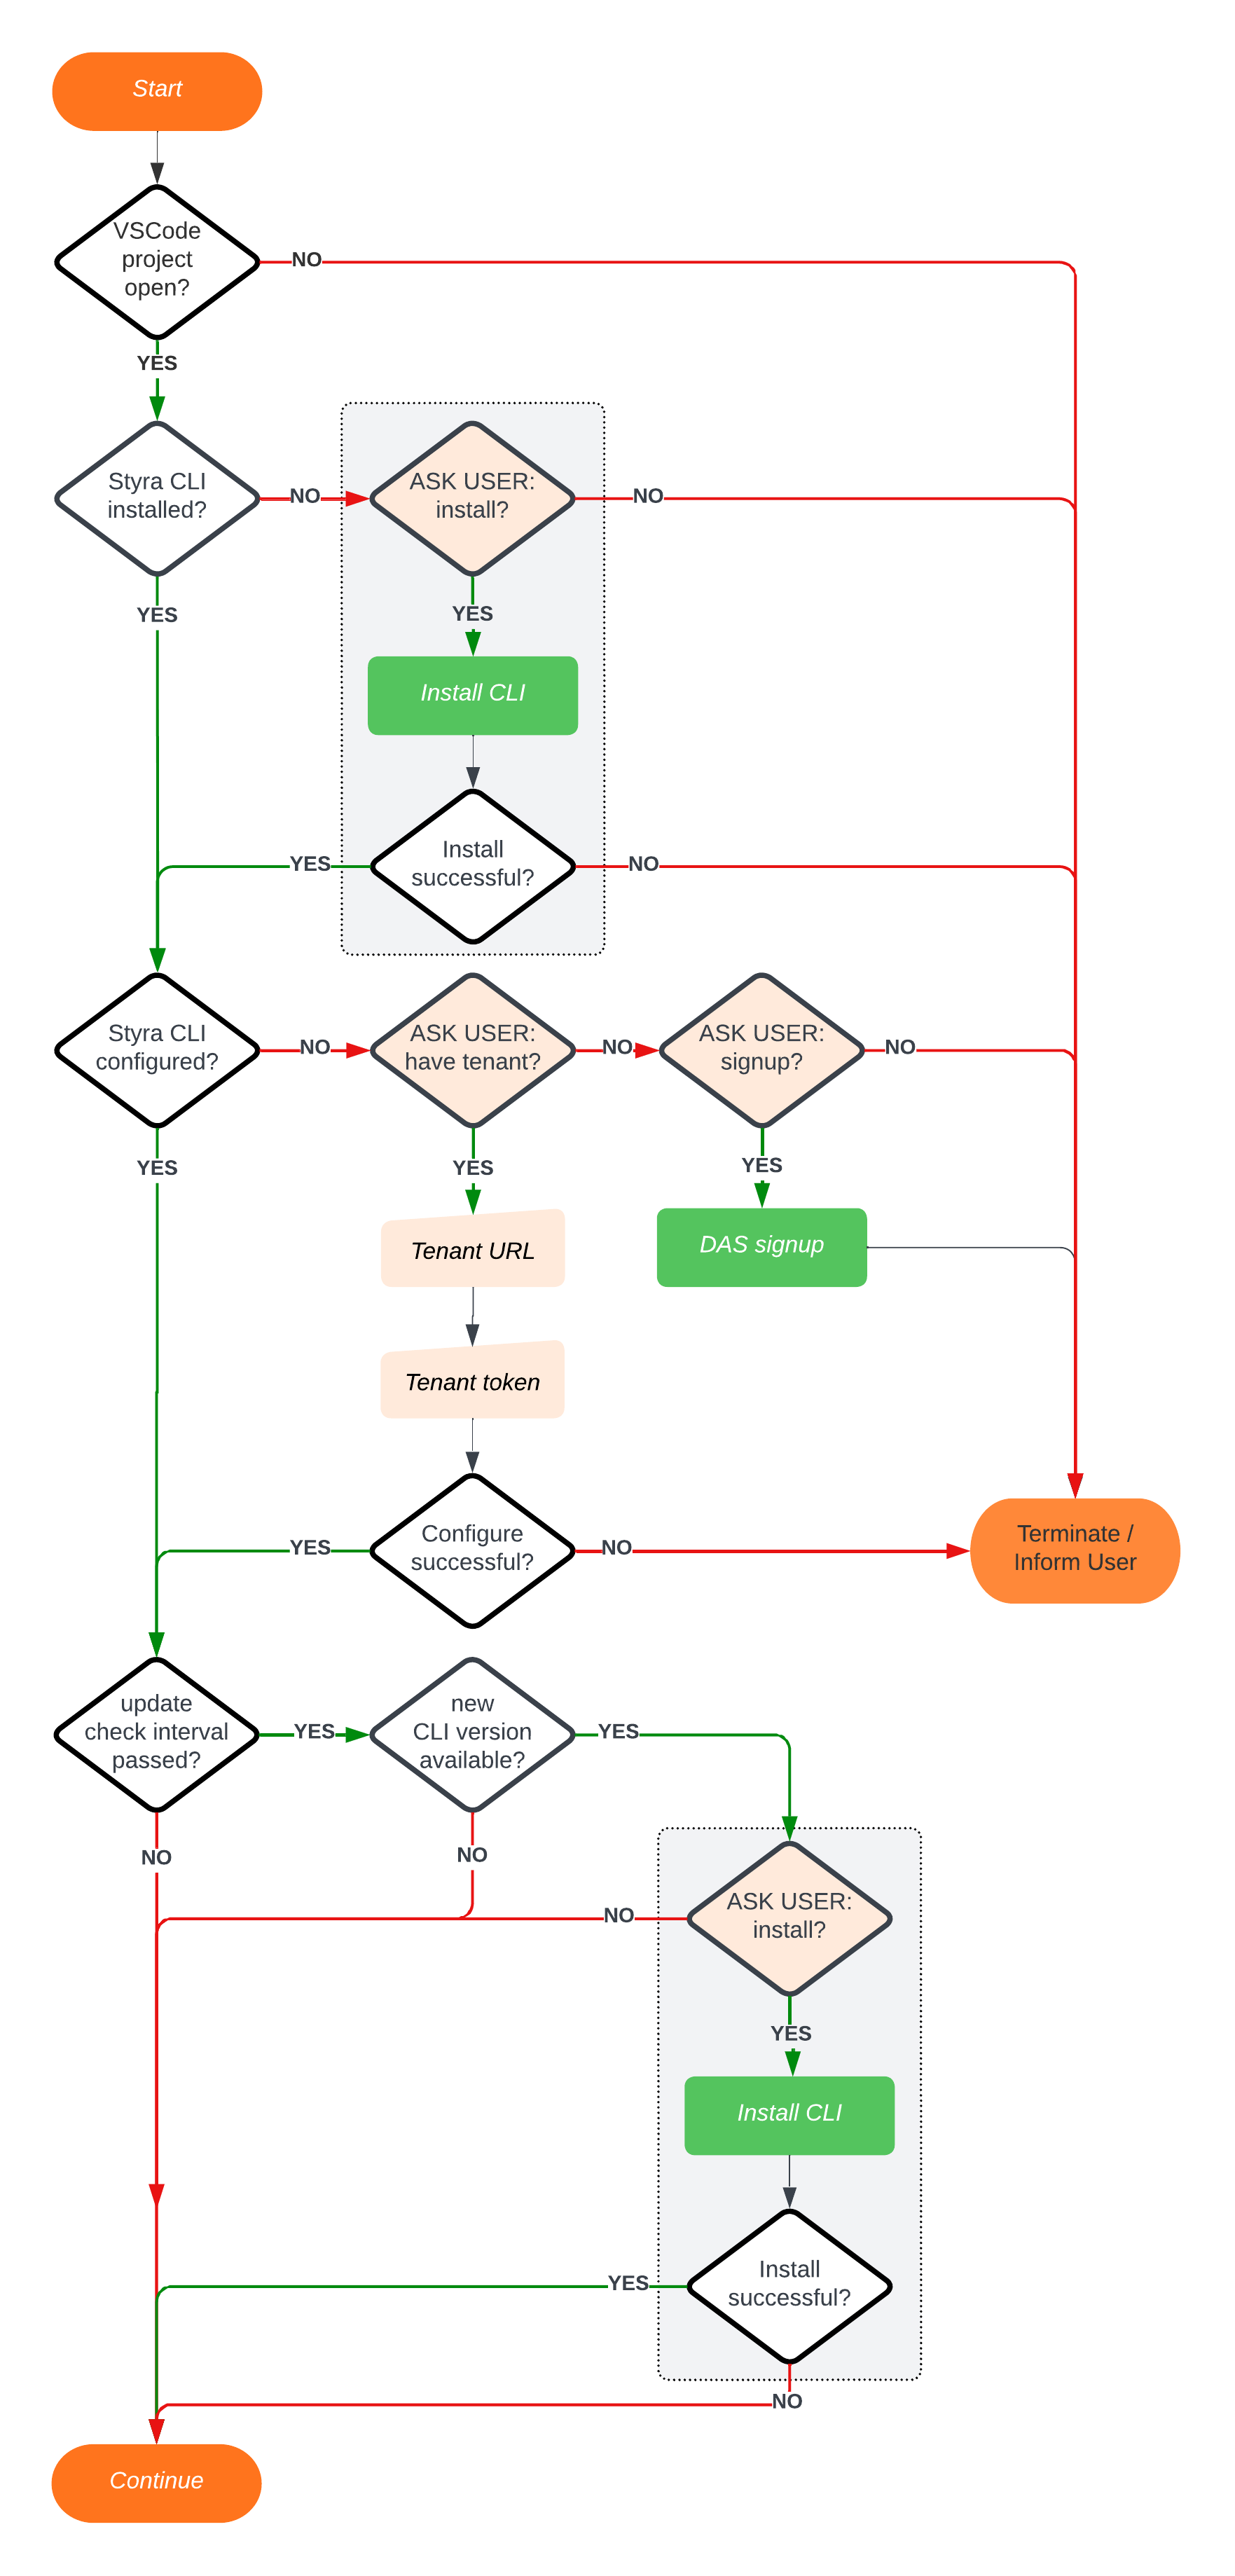 Start
VSCode
project
open?
NO
YES
Styra CLI
installed?
NO
ASK USER:
install?
NO
YES
YES
Install CLI
Install
successful?
YES
NO
Styra CLI
configured?
NO
ASK USER:
have tenant?
NO
ASK USER:
signup?
NO
YES
YES
YES
Tenant URL
DAS signup
Tenant token
Configure
successful?
YES
NO
Terminate /
Inform User
update
check interval
passed?
YES
new
CLI version
available?
YES
NO
NO
ASK USER:
install?
NO
YES
Install CLI
Install
successful?
YES
NO
Continue